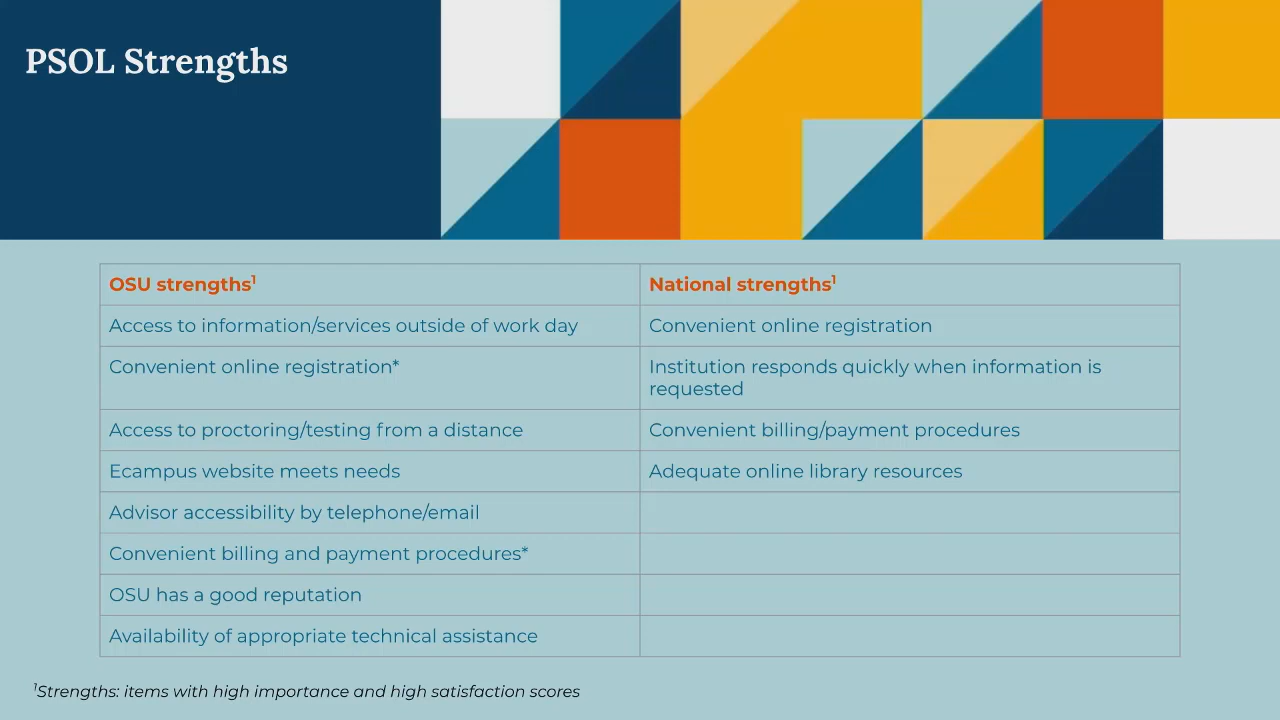 PSOL Strengths
OSU strengths¹
National strengths¹
Access to information/services outside of work day
Convenient online registration
Convenient online registration*
Institution responds quickly when information is
requested
Access to proctoring/testing from a distance
Convenient billing/payment procedures
Ecampus website meets needs
Adequate online library resources
Advisor accessibility by telephone/email
Convenient billing and payment procedures*
OSU has a good reputation
Availability of appropriate technical assistance
¹Strengths: items with high importance and high satisfaction scores